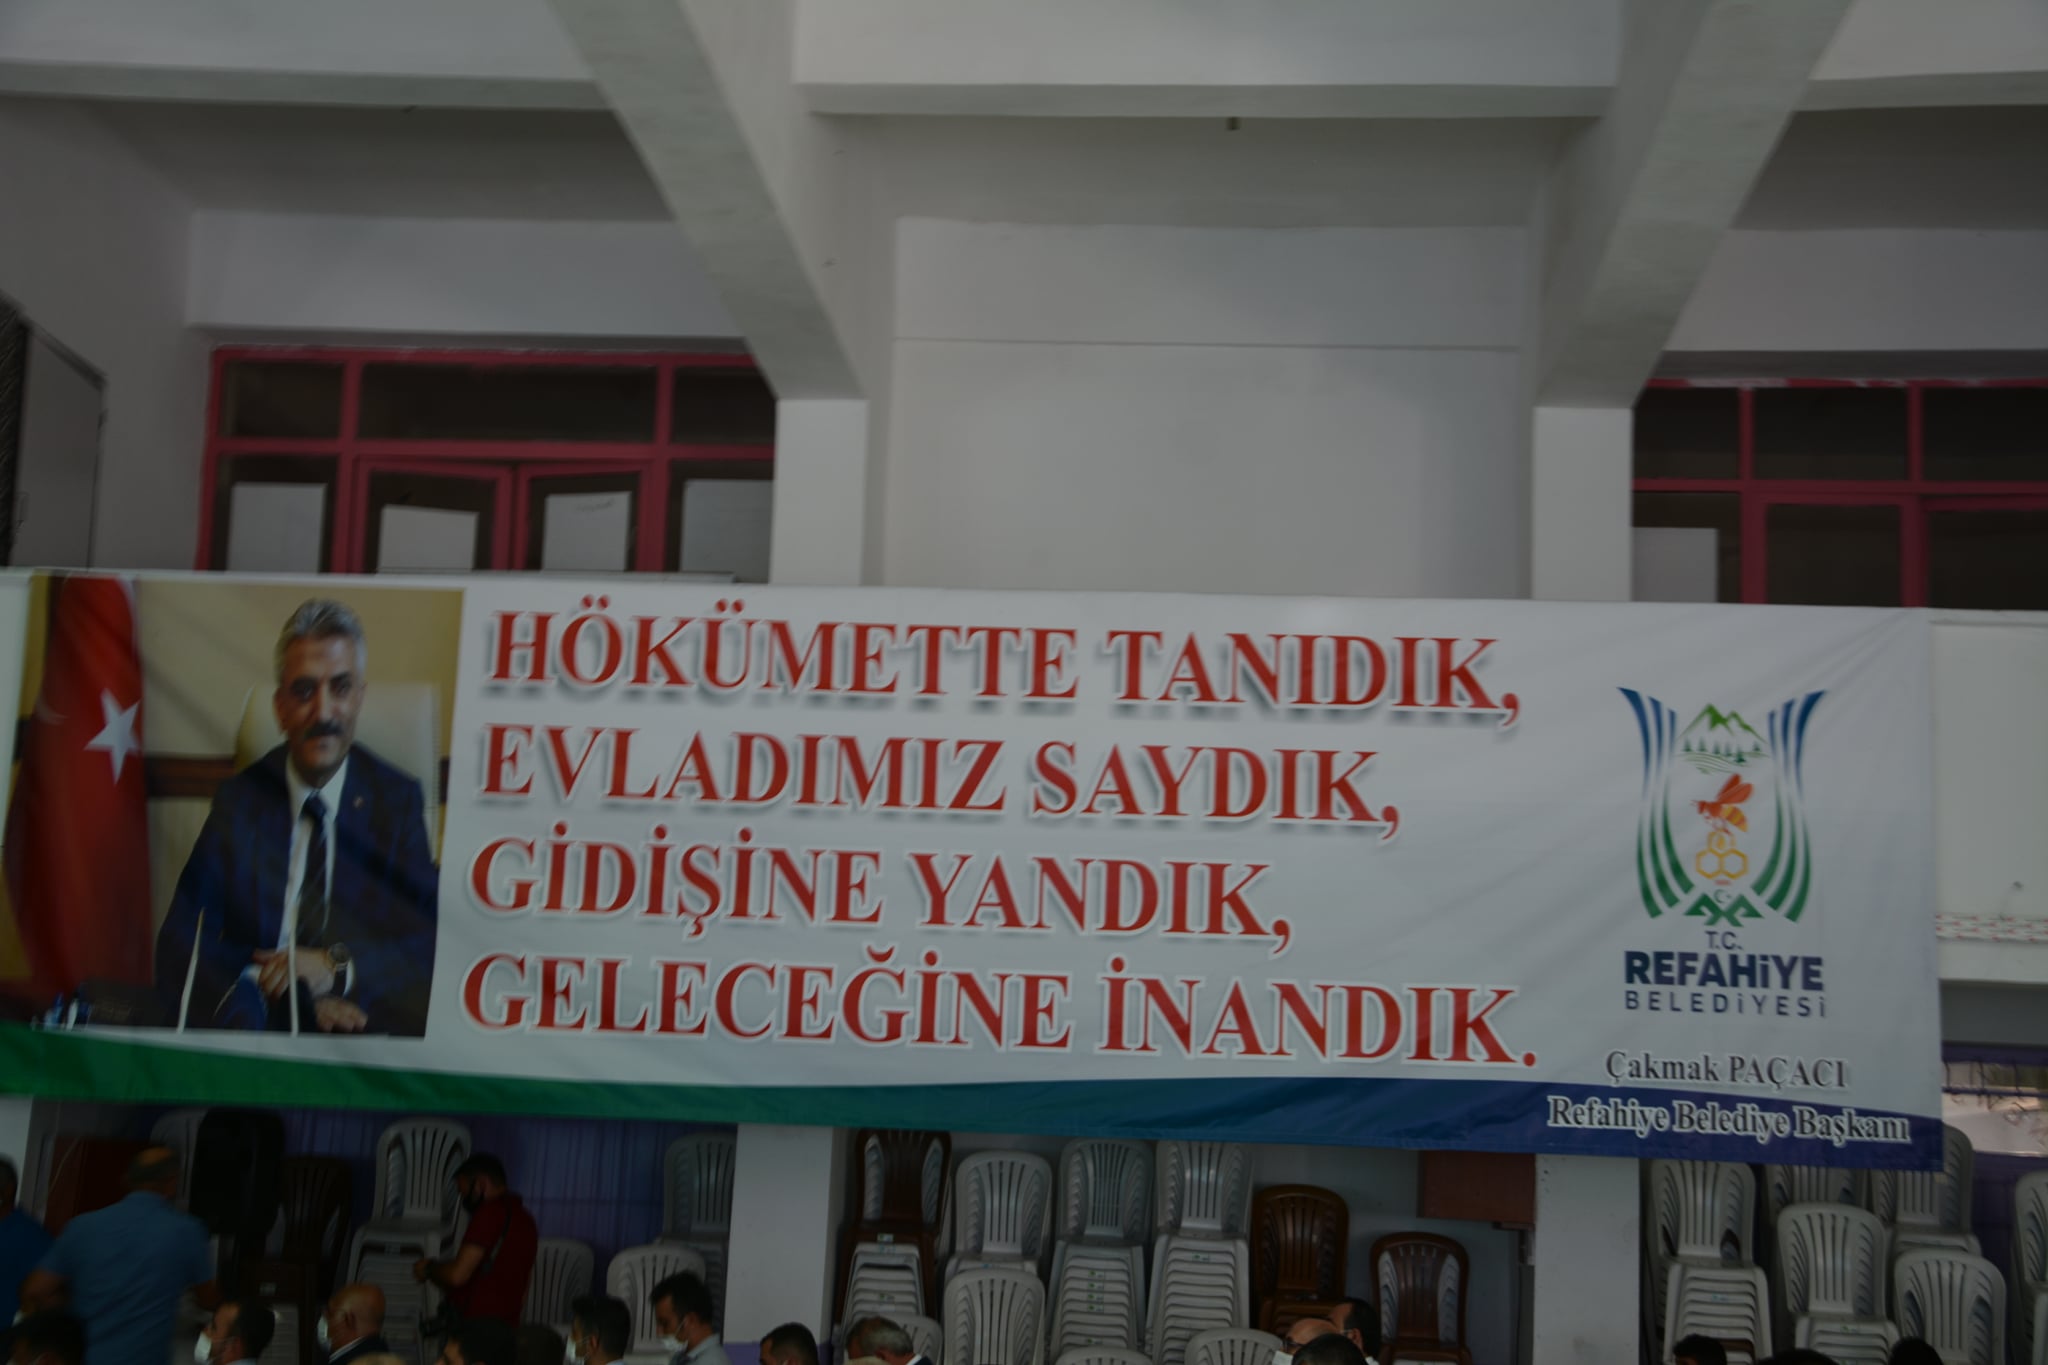 HÖKÜMETTE TANIDIK,
EVLADIMIZ SAYDIK,
GİDİŞİNE YANDIK,
GELECEĞİNE İNANDIK.
T.C.
REFAHİYE
BELEDİYESİ
Çakmak PAÇACI
Refahiye Belediye Başkanı